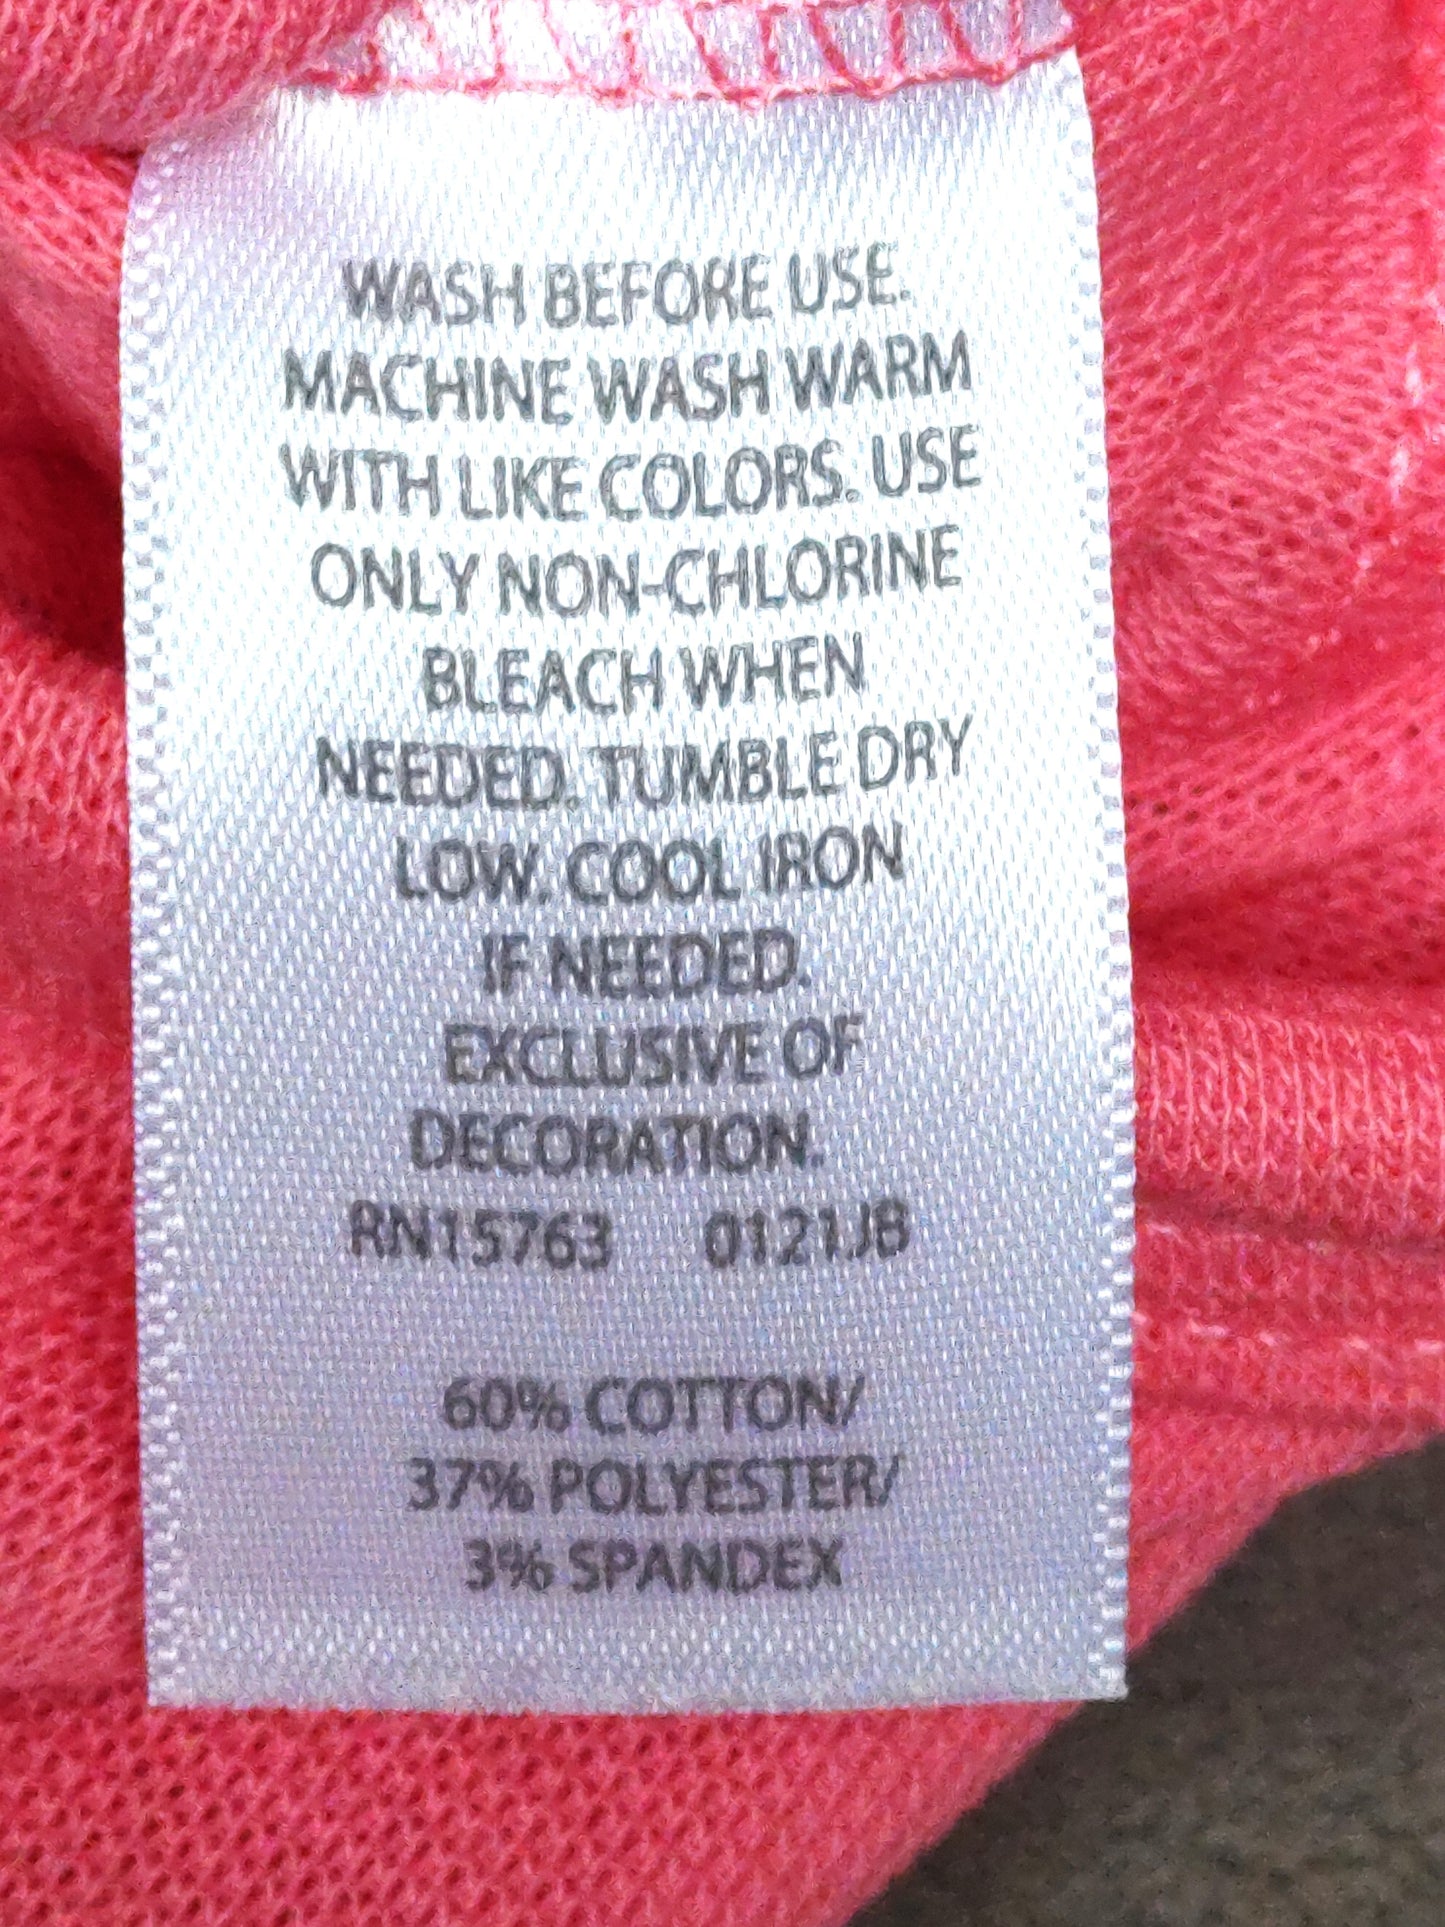 WASH BEFORE USE.
MACHINE WASH WARM
WITH LIKE COLORS. USE
ONLY NON-CHLORINE
BLEACH WHEN
NEEDED. TUMBLE DRY
LOW. COOL IRON
IF NEEDED.
EXCLUSIVE OF
DECORATION.
RN15763 0121JB
60% COTTON/
37% POLYESTER/
3% SPANDEX